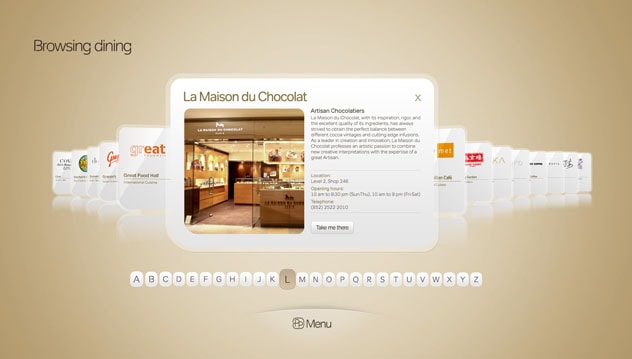 Browsing dining
La Maison du Chocolat
X
Artisan Chocolatiers
La Maison du Chocolat, with its inspiration, rigor, and
the excellent quality of its ingredients, has always
strived to obtain the perfect balance between
different cocoa vintages and cutting edge infusions.
As a leader in creation and innovation, La Maison du
Chocolat professes an artistic passion to combine
new creative interpretations with the expertise of a
great Artisan.
Location:
Level 2, Shop 246
Opening hours:
10 am to 8:30 pm (Sun-Thu), 10 am to 9 pm (Fri-Sat)
Telephone:
(852) 2522 2010
Take me there
LA MAISON DU CHOCOLAT
LA MAISON DU CHOCOLAT
great
Great Food Hall
International Cuisine
A B C D E F G H I J K L M N O P Q R S T U V W X Y Z
Menu